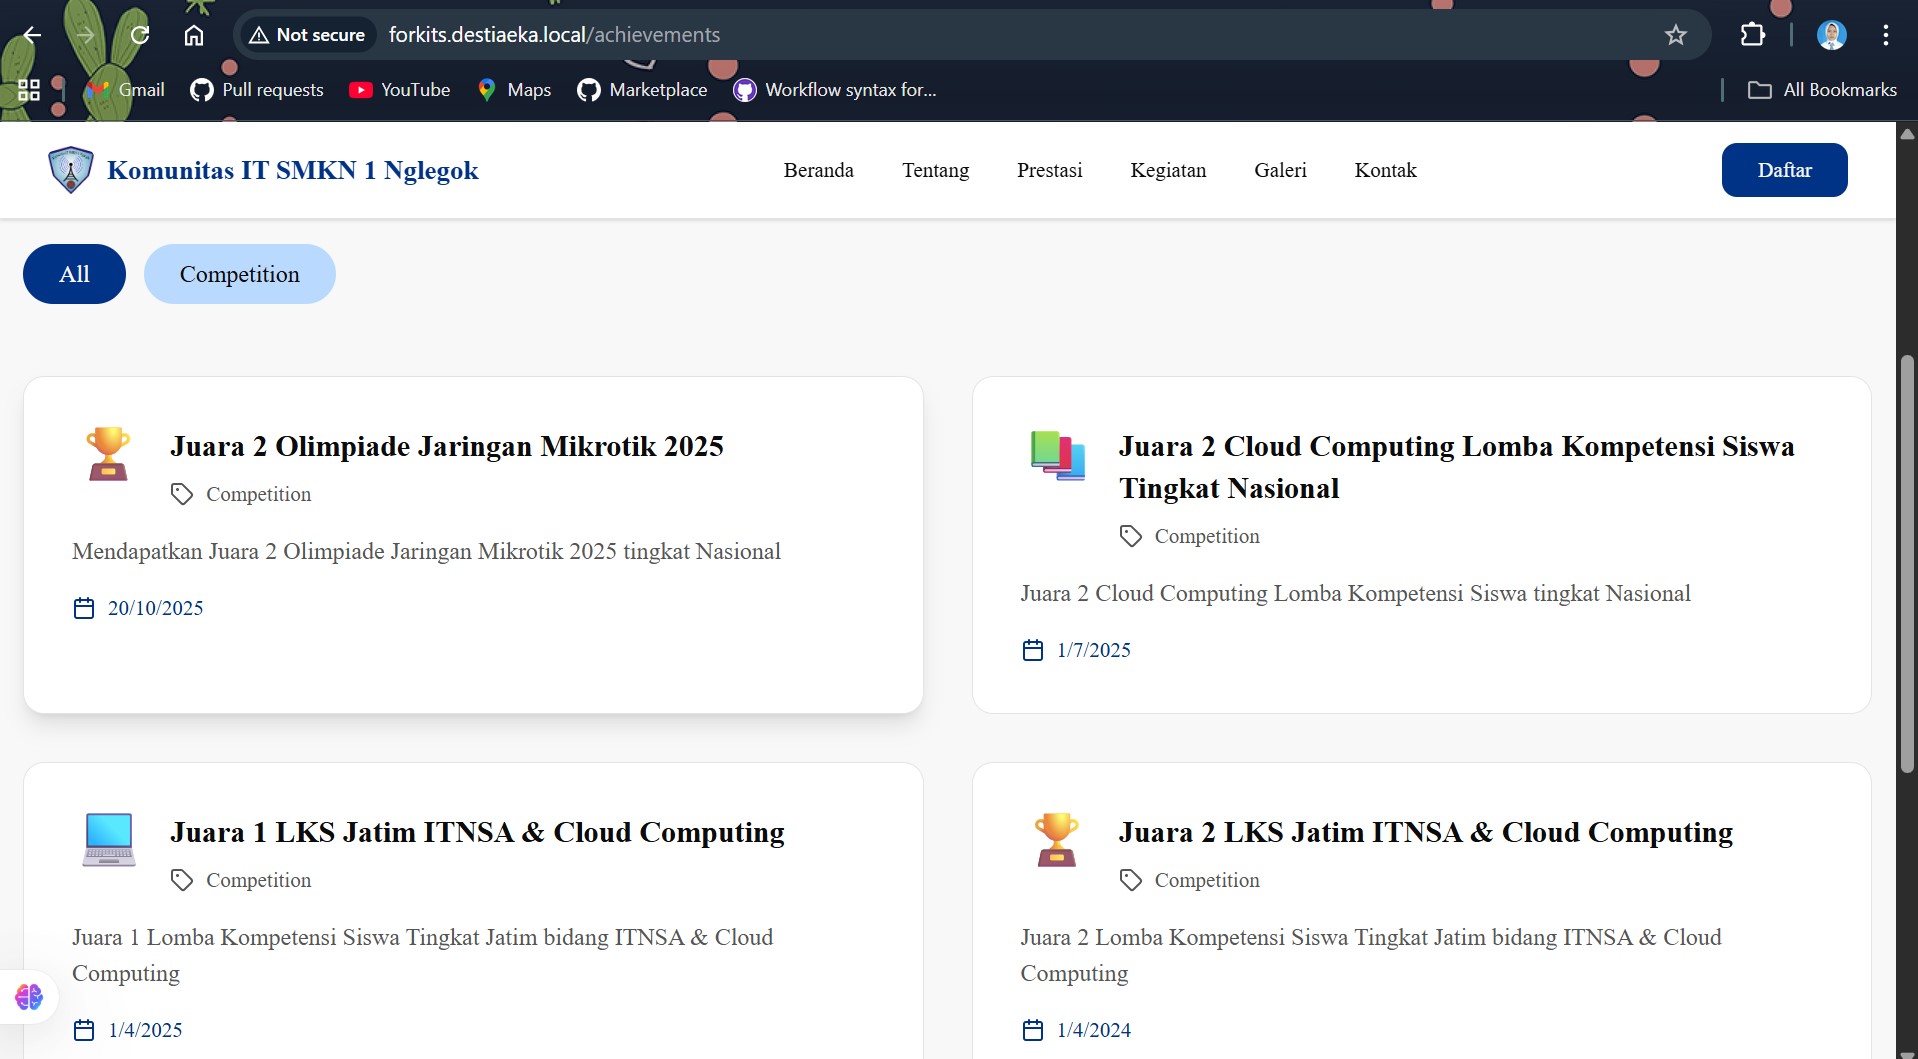 Not secure forkits.destiaeka.local/achievements
Gmail Pull requests YouTube Maps Marketplace Workflow syntax for... All Bookmarks
Komunitas IT SMKN 1 Nglegok Beranda Tentang Prestasi Kegiatan Galeri Kontak Daftar
All Competition
Juara 2 Olimpiade Jaringan Mikrotik 2025
Competition
Mendapatkan Juara 2 Olimpiade Jaringan Mikrotik 2025 tingkat Nasional
20/10/2025
Juara 2 Cloud Computing Lomba Kompetensi Siswa
Tingkat Nasional
Competition
Juara 2 Cloud Computing Lomba Kompetensi Siswa tingkat Nasional
1/7/2025
Juara 1 LKS Jatim ITNSA & Cloud Computing
Competition
Juara 1 Lomba Kompetensi Siswa Tingkat Jatim bidang ITNSA & Cloud
Computing
1/4/2025
Juara 2 LKS Jatim ITNSA & Cloud Computing
Competition
Juara 2 Lomba Kompetensi Siswa Tingkat Jatim bidang ITNSA & Cloud
Computing
1/4/2024